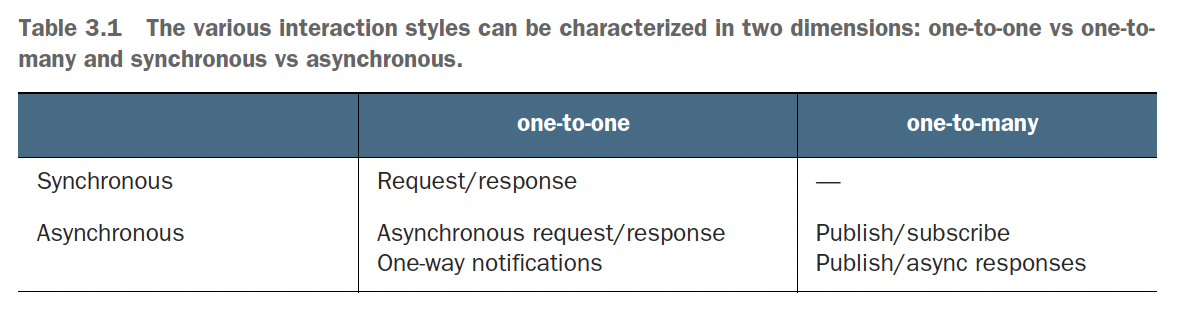 Table 3.1 The various interaction styles can be characterized in two dimensions: one-to-one vs one-to-
many and synchronous vs asynchronous.
one-to-one one-to-many
Synchronous Request/response —
Asynchronous Asynchronous request/response Publish/subscribe
One-way notifications Publish/async responses